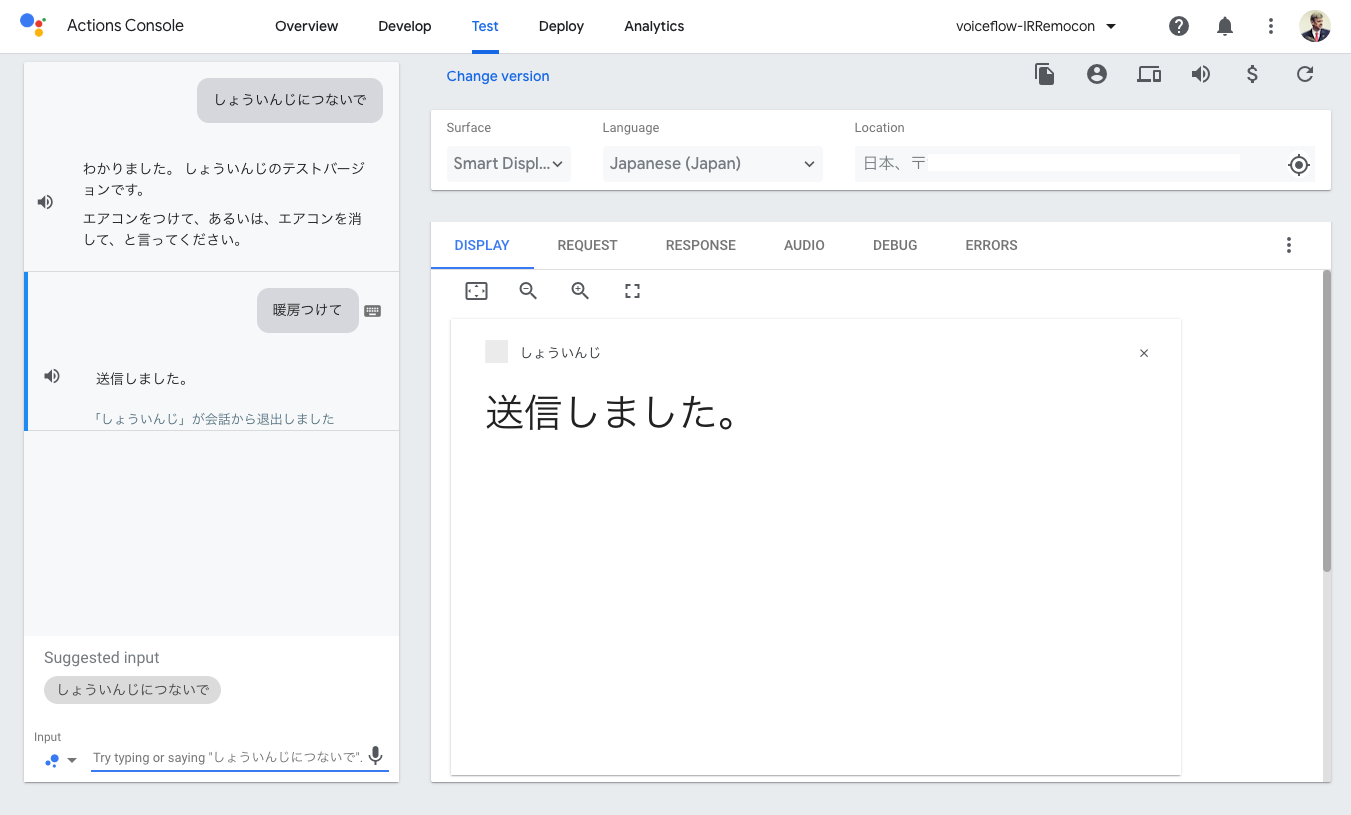 Actions Console
Overview
Develop
Test
Deploy
Analytics
voiceflow-IRRemocon
しょういんじにつないで
わかりました。 しょういんじのテストバージ
ョンです。
エアコンをつけて、あるいは、エアコンを消
して、と言ってください。
暖房つけて
送信しました。
「しょういんじ」が会話から退出しました
Suggested input
しょういんじにつないで
Input
Try typing or saying "しょういんじにつないで".
Change version
Surface
Language
Location
Smart Displ...
Japanese (Japan)
日本、〒
DISPLAY
REQUEST
RESPONSE
AUDIO
DEBUG
ERRORS
しょういんじ
送信しました。